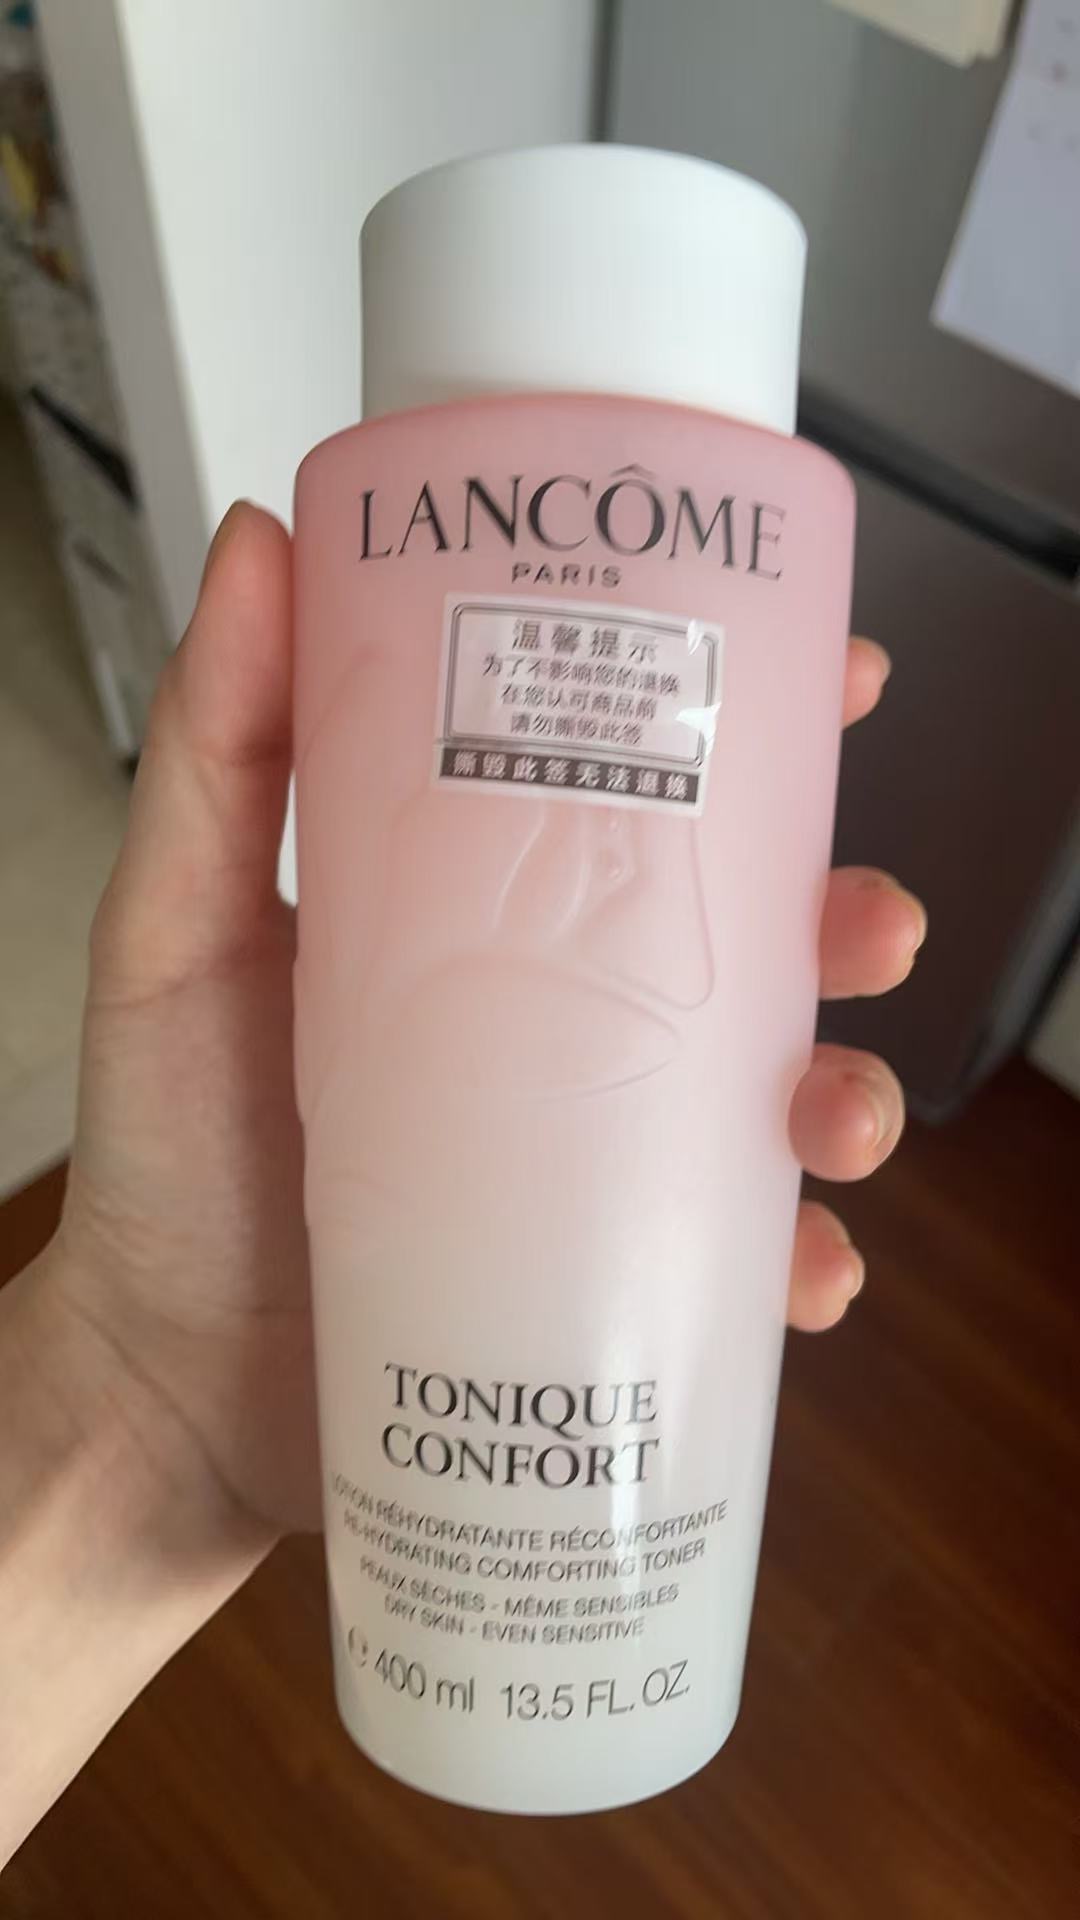 LANCÔME
PARIS
温馨提示
为了不影响您的退换
在您认可商品前
请勿撕毁此签
撕毁此签无法退换
TONIQUE
CONFORT
LOTION RÉHYDRATANTE RÉCONFORTANTE
RE-HYDRATING COMFORTING TONER
PEAUX SÈCHES - MÊME SENSIBLES
DRY SKIN - EVEN SENSITIVE
℮ 400 ml 13.5 FL. OZ.